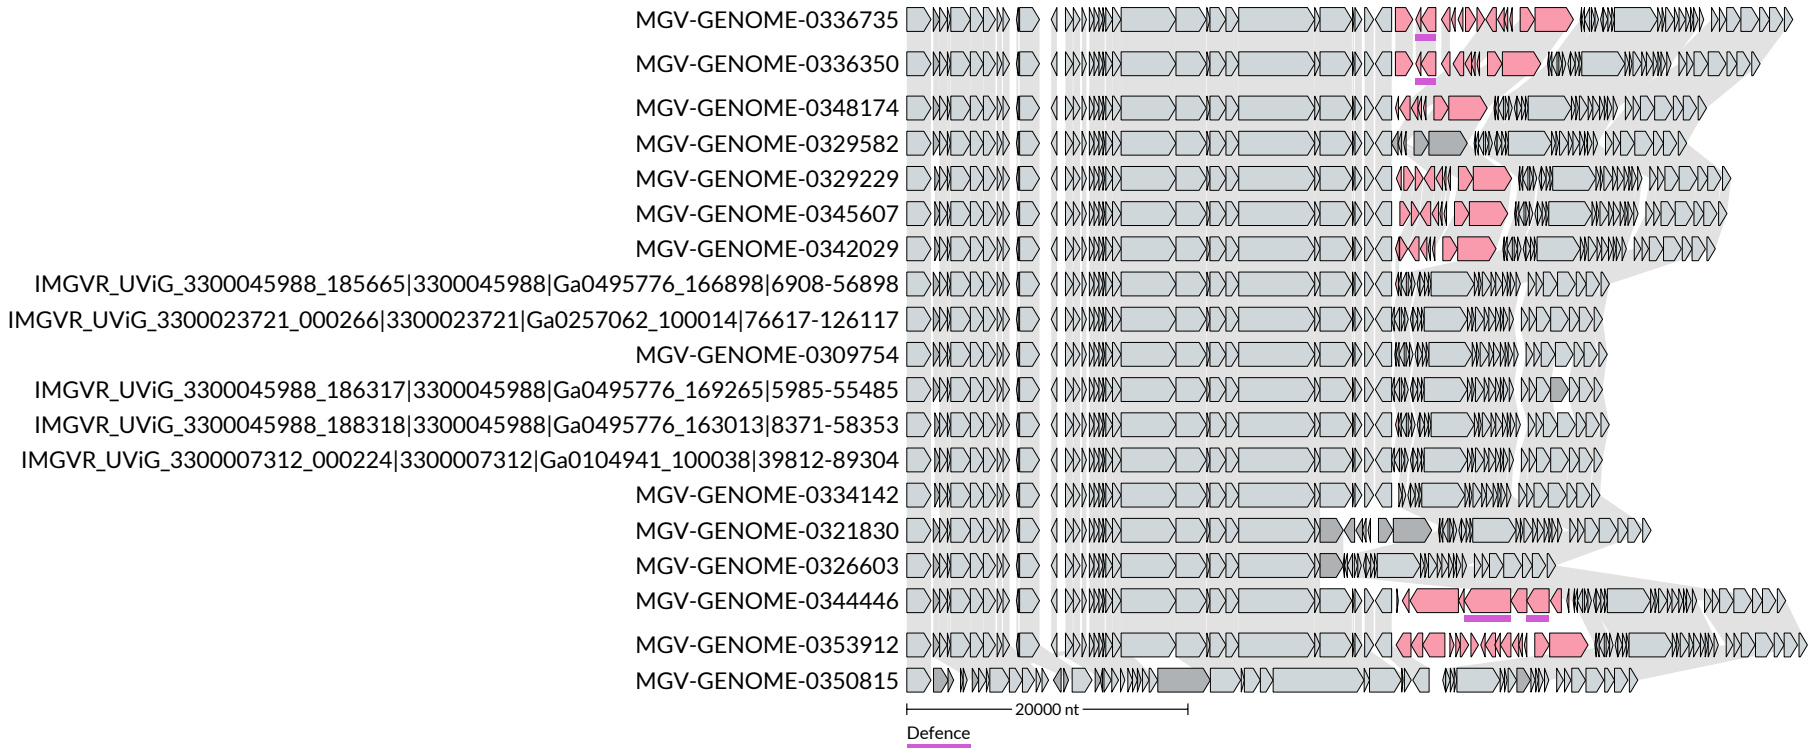 MGV-GENOME-0336735
MGV-GENOME-0336350
MGV-GENOME-0348174
MGV-GENOME-0329582
MGV-GENOME-0329229
MGV-GENOME-0345607
MGV-GENOME-0342029
IMGVR_UViG_3300045988_185665|3300045988|Ga0495776_166898|6908-56898
IMGVR_UViG_3300023721_000266|3300023721|Ga0257062_100014|76617-126117
MGV-GENOME-0309754
IMGVR_UViG_3300045988_186317|3300045988|Ga0495776_169265|5985-55485
IMGVR_UViG_3300045988_188318|3300045988|Ga0495776_163013|8371-58353
IMGVR_UViG_3300007312_000224|3300007312|Ga0104941_100038|39812-89304
MGV-GENOME-0334142
MGV-GENOME-0321830
MGV-GENOME-0326603
MGV-GENOME-0344446
MGV-GENOME-0353912
MGV-GENOME-0350815
20000 nt
Defence